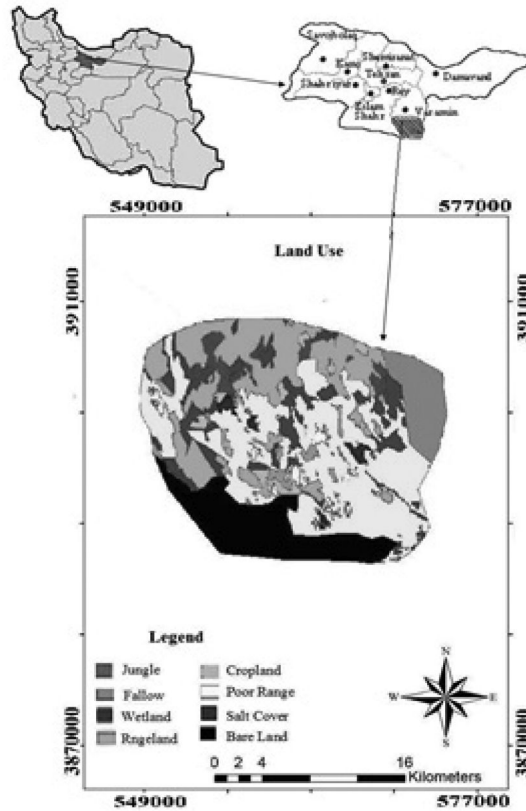 Savojbolag
Karaj
Shemiranat
Tehran
Damavand
Shahriyar
Rey
Eslam
Shahr
Varamin
549000
577000
Land Use
391000
391000
Legend
Jungle
Cropland
Fallow
Poor Range
Wetland
Salt Cover
Rngeland
Bare Land
N
W
E
S
3870000
3870000
0 2 4
16
Kilometers
549000
577000